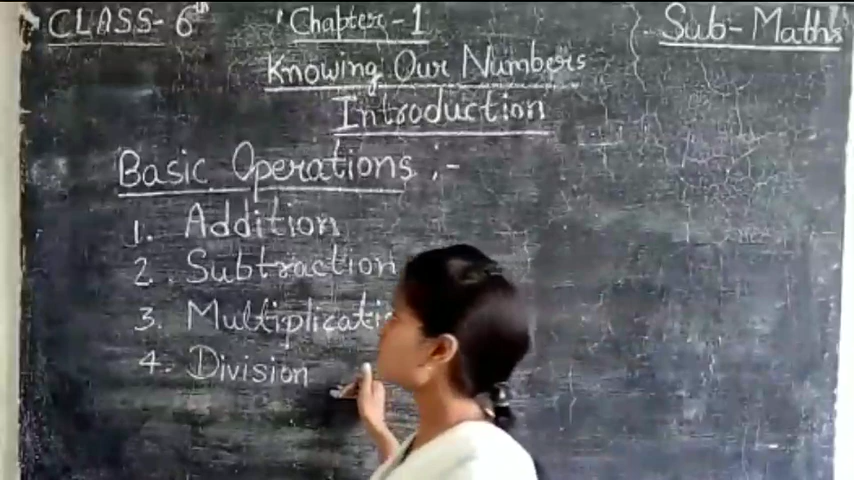 CLASS- 6th Chapter-1 Sub-Maths
Knowing Our Numbers
Introduction
Basic Operations :-
1. Addition
2. Subtraction
3. Multiplicati
4. Division